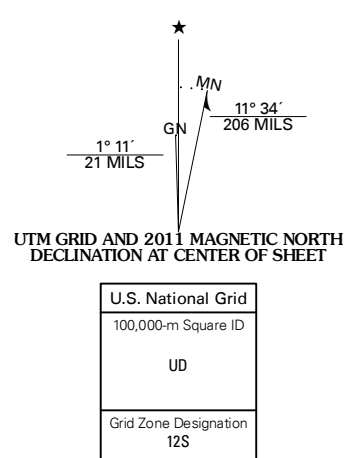 ★
MN
11° 34´
206 MILS
GN
1° 11´
21 MILS
UTM GRID AND 2011 MAGNETIC NORTH
DECLINATION AT CENTER OF SHEET
U.S. National Grid
100,000-m Square ID
UD
Grid Zone Designation
12S